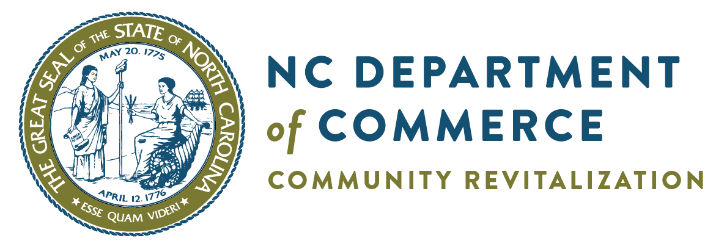 THE GREAT SEAL OF THE STATE OF NORTH CAROLINA
MAY 20, 1775
APRIL 12, 1776
★ESSE QUAM VIDERI★
NC DEPARTMENT
of COMMERCE
COMMUNITY REVITALIZATION